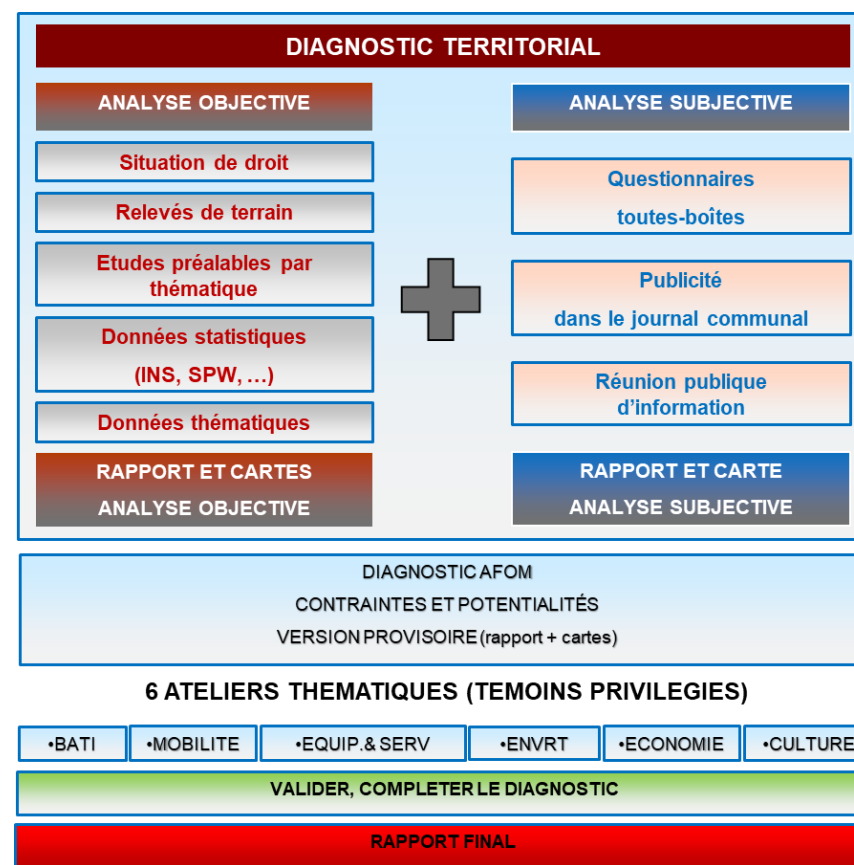 DIAGNOSTIC TERRITORIAL
ANALYSE OBJECTIVE
Situation de droit
Relevés de terrain
Etudes préalables par
thématique
Données statistiques
(INS, SPW, …)
Données thématiques
RAPPORT ET CARTES
ANALYSE OBJECTIVE
ANALYSE SUBJECTIVE
Questionnaires
toutes-boîtes
Publicité
dans le journal communal
Réunion publique
d’information
RAPPORT ET CARTE
ANALYSE SUBJECTIVE
DIAGNOSTIC AFOM
CONTRAINTES ET POTENTIALITÉS
VERSION PROVISOIRE (rapport + cartes)
6 ATELIERS THEMATIQUES (TEMOINS PRIVILEGIES)
•BATI
•MOBILITE
•EQUIP.& SERV
•ENVRT
•ECONOMIE
•CULTURE
VALIDER, COMPLETER LE DIAGNOSTIC
RAPPORT FINAL